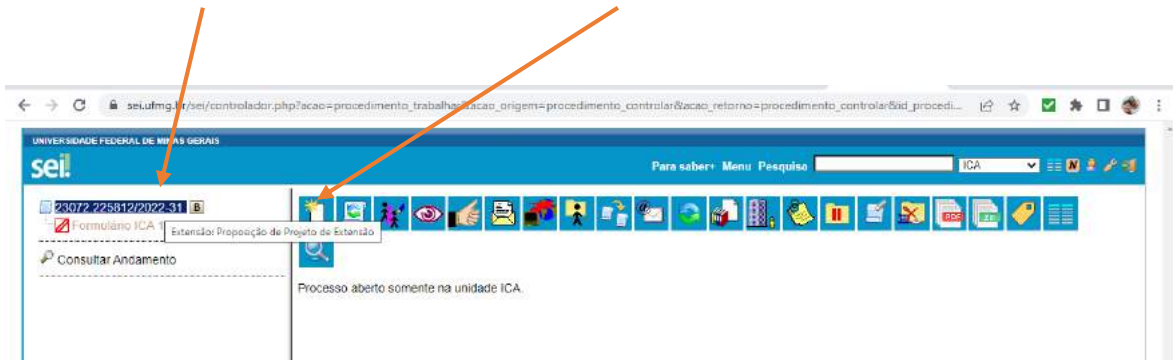 sei.ufmg.br/sei/controlador.php?acao=procedimento_trabalhar&acao_origem=procedimento_controlar&acao_retorno=procedimento_controlar&id_procedi...
UNIVERSIDADE FEDERAL DE MINAS GERAIS
sei!
Para saber+ Menu Pesquisa
ICA
N
23072.225812/2022-31 B
Formulário ICA 1
Extensão: Proposição de Projeto de Extensão
Consultar Andamento
PDF
Processo aberto somente na unidade ICA.